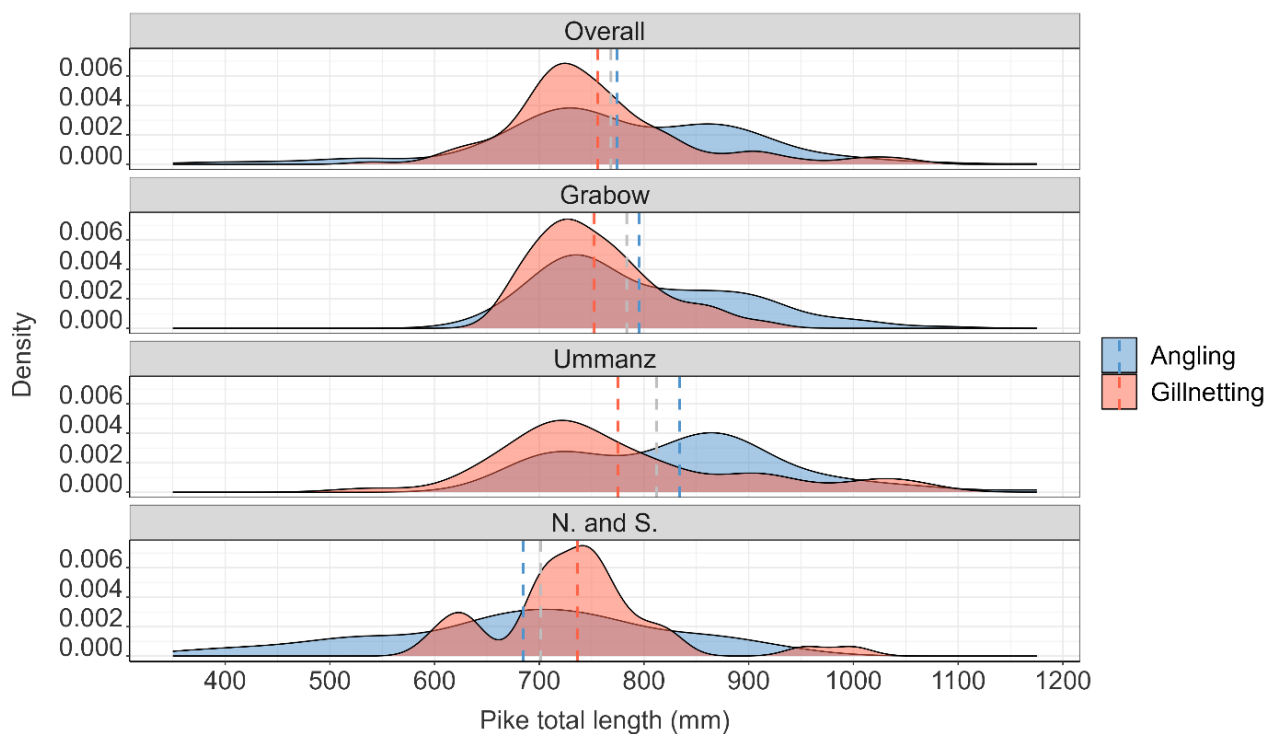 Overall
0.006
0.004
0.002
0.000
Grabow
0.006
0.004
0.002
0.000
Ummanz
0.006
0.004
0.002
0.000
N. and S.
0.006
0.004
0.002
0.000
400 500 600 700 800 900 1000 1100 1200
Pike total length (mm)
Density
Angling
Gillnetting